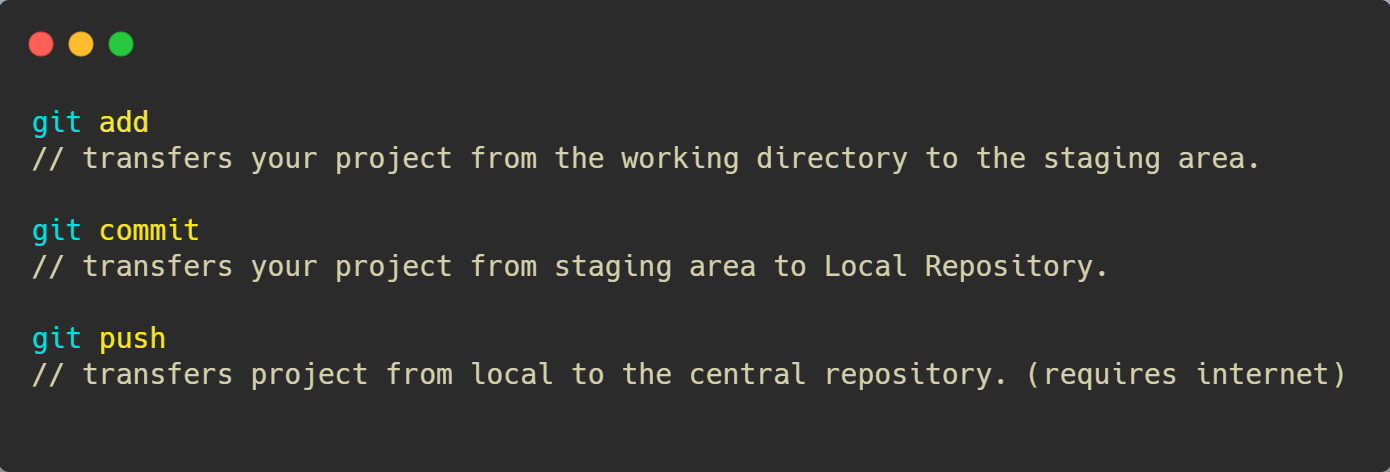 git add
// transfers your project from the working directory to the staging area.
git commit
// transfers your project from staging area to Local Repository.
git push
// transfers project from local to the central repository. (requires internet)